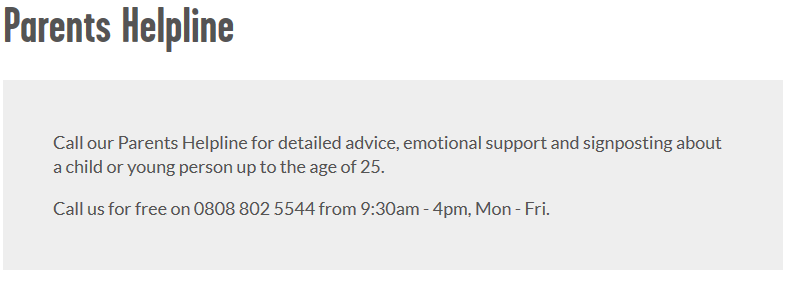 Parents Helpline
Call our Parents Helpline for detailed advice, emotional support and signposting about
a child or young person up to the age of 25.
Call us for free on 0808 802 5544 from 9:30am - 4pm, Mon - Fri.